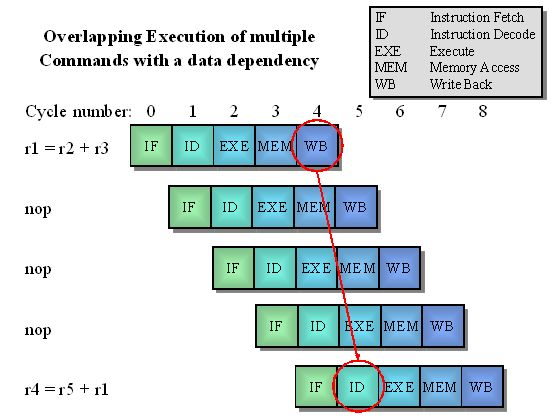 Overlapping Execution of multiple
Commands with a data dependency
IF Instruction Fetch
ID Instruction Decode
EXE Execute
MEM Memory Access
WB Write Back
Cycle number: 0 1 2 3 4 5 6 7 8
r1 = r2 + r3 IF ID EXE MEM WB
nop IF ID EXE MEM WB
nop IF ID EXE MEM WB
nop IF ID EXE MEM WB
r4 = r5 + r1 IF ID EXE MEM WB